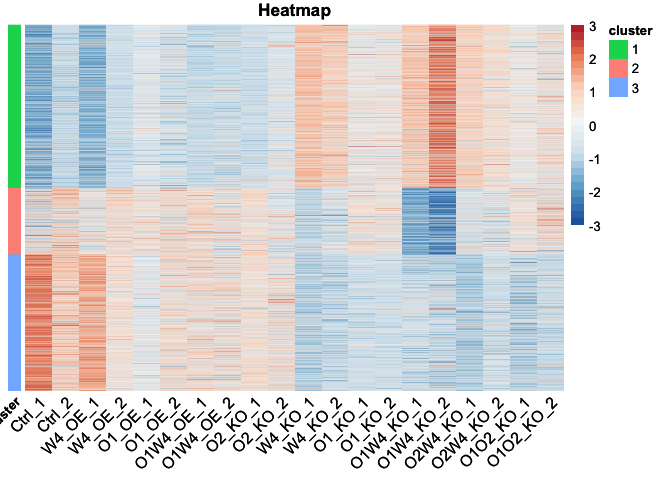 Heatmap
3
2
1
0
-1
-2
-3
cluster
1
2
3
Ctrl_1
Ctrl_2
W4_OE_1
W4_OE_2
O1_OE_1
O1_OE_2
O1W4_OE_1
O1W4_OE_2
O2_KO_1
O2_KO_2
W4_KO_1
W4_KO_2
O1_KO_1
O1_KO_2
O1W4_KO_1
O1W4_KO_2
O2W4_KO_1
O2W4_KO_2
O1O2_KO_1
O1O2_KO_2